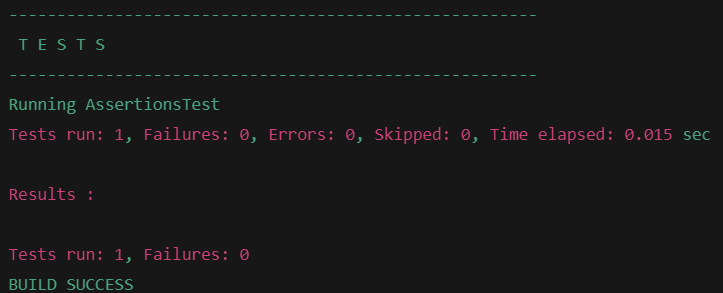 -------------------------------------------------------
T E S T S
-------------------------------------------------------
Running AssertionsTest
Tests run: 1, Failures: 0, Errors: 0, Skipped: 0, Time elapsed: 0.015 sec
Results :
Tests run: 1, Failures: 0
BUILD SUCCESS